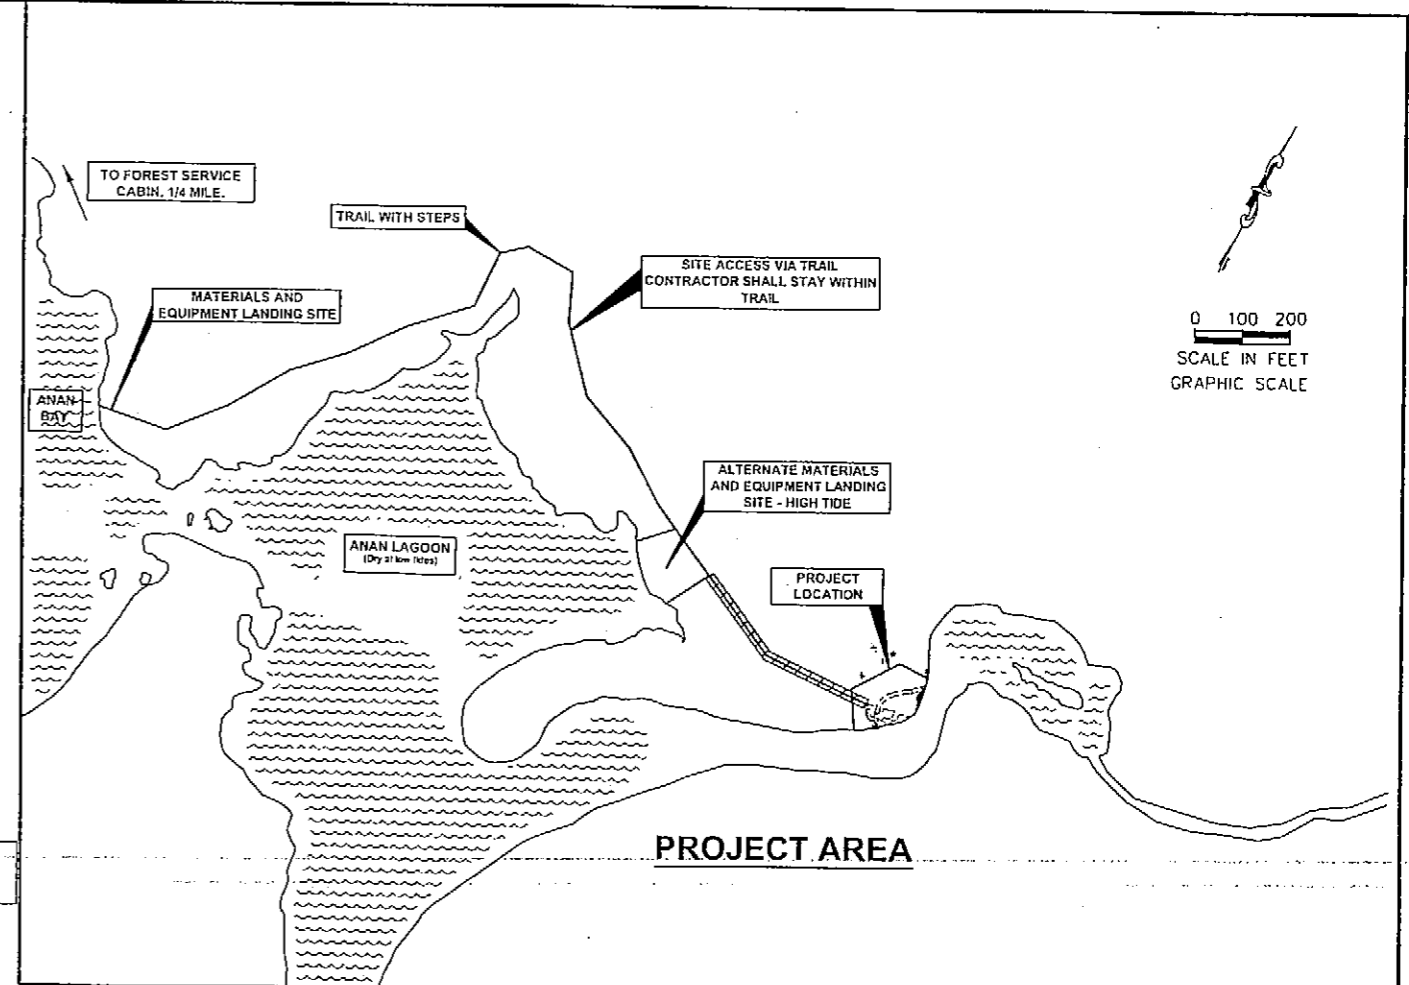 TO FOREST SERVICE
CABIN. 1/4 MILE.
TRAIL WITH STEPS
SITE ACCESS VIA TRAIL
CONTRACTOR SHALL STAY WITHIN
TRAIL
MATERIALS AND
EQUIPMENT LANDING SITE
0 100 200
SCALE IN FEET
GRAPHIC SCALE
ANAN
BAY
ALTERNATE MATERIALS
AND EQUIPMENT LANDING
SITE - HIGH TIDE
ANAN LAGOON
(Dry at low tides)
PROJECT
LOCATION
PROJECT AREA